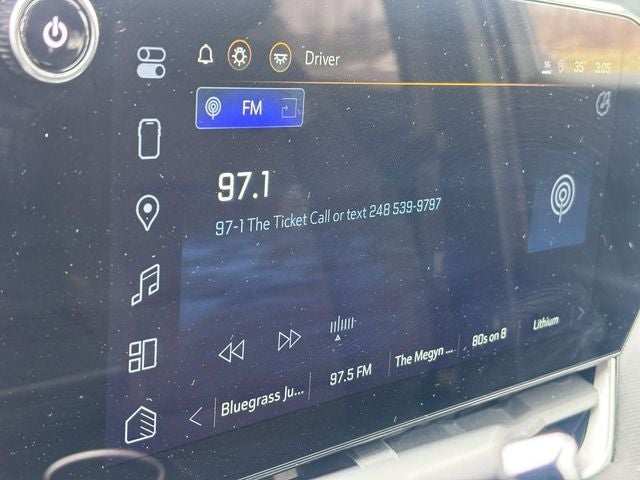 Driver
5G 35° 3:05
FM
97.1
97-1 The Ticket Call or text 248 539-9797
Bluegrass Ju... 97.5 FM The Megyn ... 80s on 8 Lithium